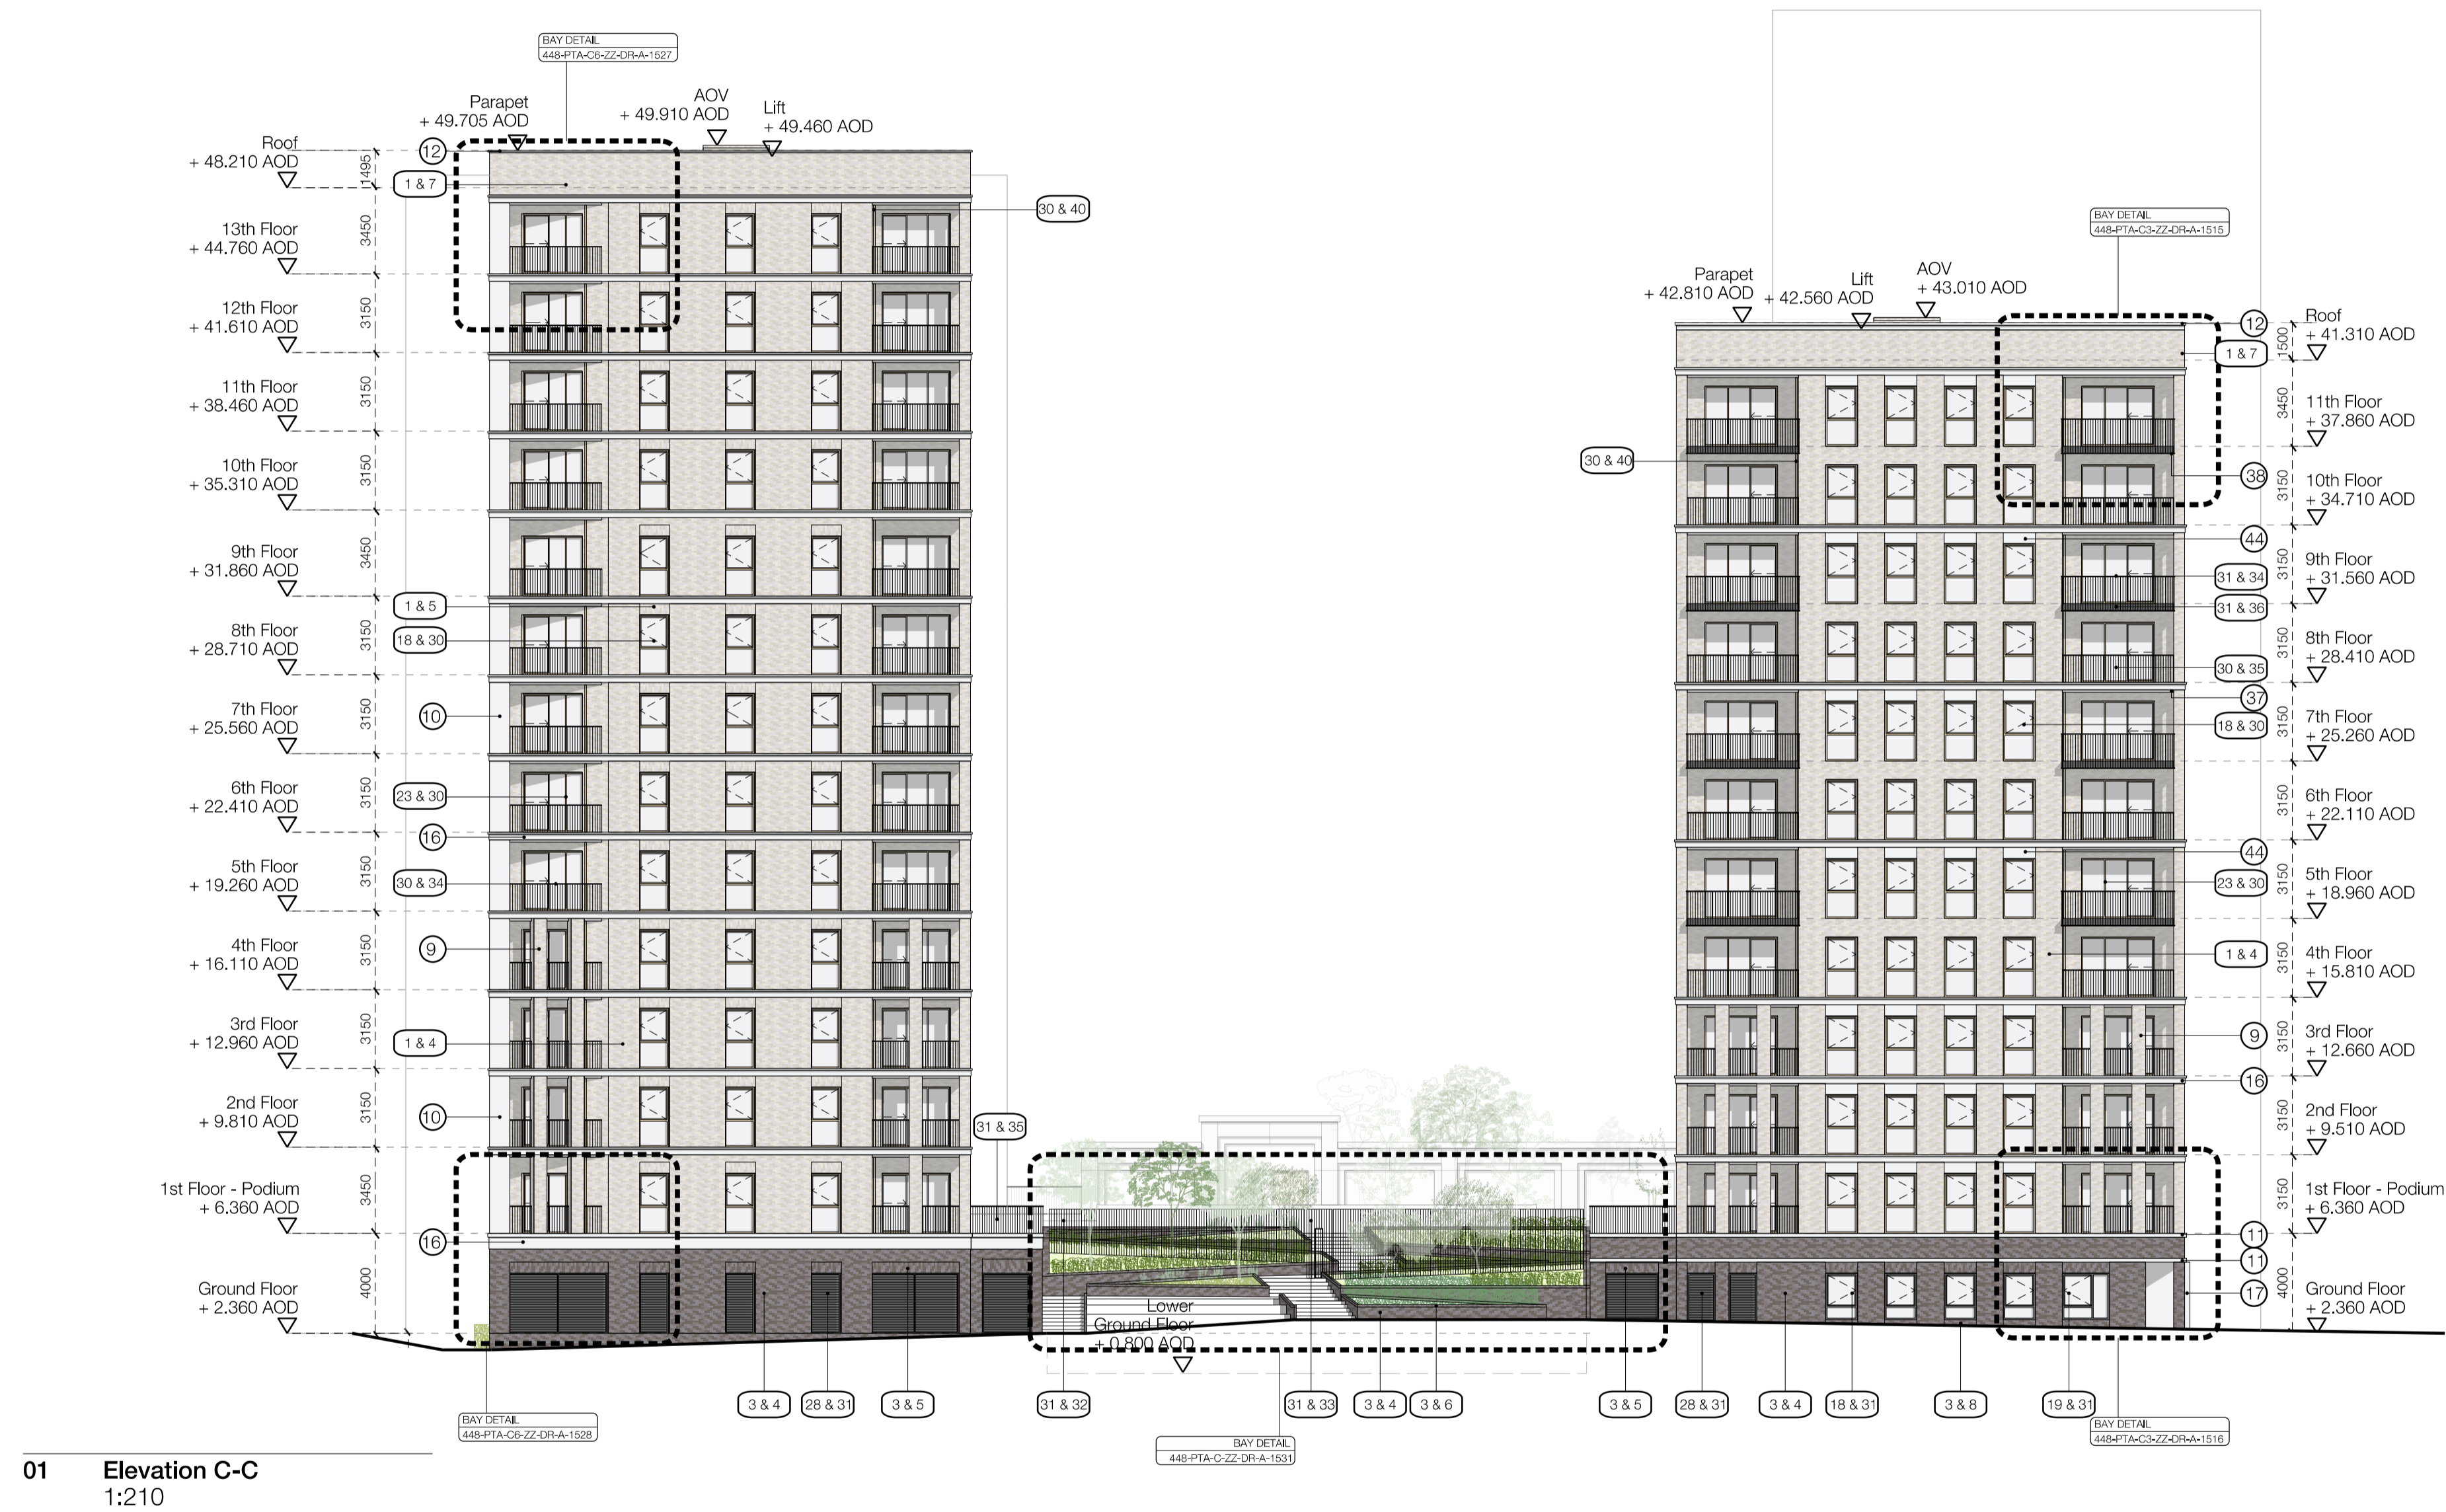 BAY DETAIL
448-PTA-C6-ZZ-DR-A-1527
Parapet
+ 49.705 AOD
AOV
+ 49.910 AOD
Lift
+ 49.460 AOD
Roof
+ 48.210 AOD
1495
12
1 & 7
30 & 40
13th Floor
+ 44.760 AOD
3450
12th Floor
+ 41.610 AOD
3150
11th Floor
+ 38.460 AOD
3150
10th Floor
+ 35.310 AOD
3150
9th Floor
+ 31.860 AOD
3450
1 & 5
8th Floor
+ 28.710 AOD
3150
18 & 30
7th Floor
+ 25.560 AOD
3150
10
6th Floor
+ 22.410 AOD
3150
23 & 30
16
5th Floor
+ 19.260 AOD
3150
30 & 34
4th Floor
+ 16.110 AOD
3150
9
3rd Floor
+ 12.960 AOD
3150
1 & 4
2nd Floor
+ 9.810 AOD
3150
10
31 & 35
1st Floor - Podium
+ 6.360 AOD
3450
16
Ground Floor
+ 2.360 AOD
4000
Lower
Ground Floor
+ 0.800 AOD
BAY DETAIL
448-PTA-C3-ZZ-DR-A-1515
Parapet
+ 42.810 AOD
Lift
+ 42.560 AOD
AOV
+ 43.010 AOD
12
Roof
+ 41.310 AOD
1500
1 & 7
11th Floor
+ 37.860 AOD
3450
30 & 40
38
10th Floor
+ 34.710 AOD
3150
44
9th Floor
+ 31.560 AOD
3150
31 & 34
31 & 36
8th Floor
+ 28.410 AOD
3150
30 & 35
37
7th Floor
+ 25.260 AOD
3150
18 & 30
6th Floor
+ 22.110 AOD
3150
44
5th Floor
+ 18.960 AOD
3150
23 & 30
4th Floor
+ 15.810 AOD
3150
1 & 4
3rd Floor
+ 12.660 AOD
3150
9
16
2nd Floor
+ 9.510 AOD
3150
1st Floor - Podium
+ 6.360 AOD
3150
11
11
17
Ground Floor
+ 2.360 AOD
4000
3 & 4
28 & 31
3 & 5
31 & 32
31 & 33
3 & 4
3 & 6
3 & 5
28 & 31
3 & 4
18 & 31
3 & 8
19 & 31
BAY DETAIL
448-PTA-C6-ZZ-DR-A-1528
BAY DETAIL
448-PTA-C-ZZ-DR-A-1531
BAY DETAIL
448-PTA-C3-ZZ-DR-A-1516
01 Elevation C-C
1:210